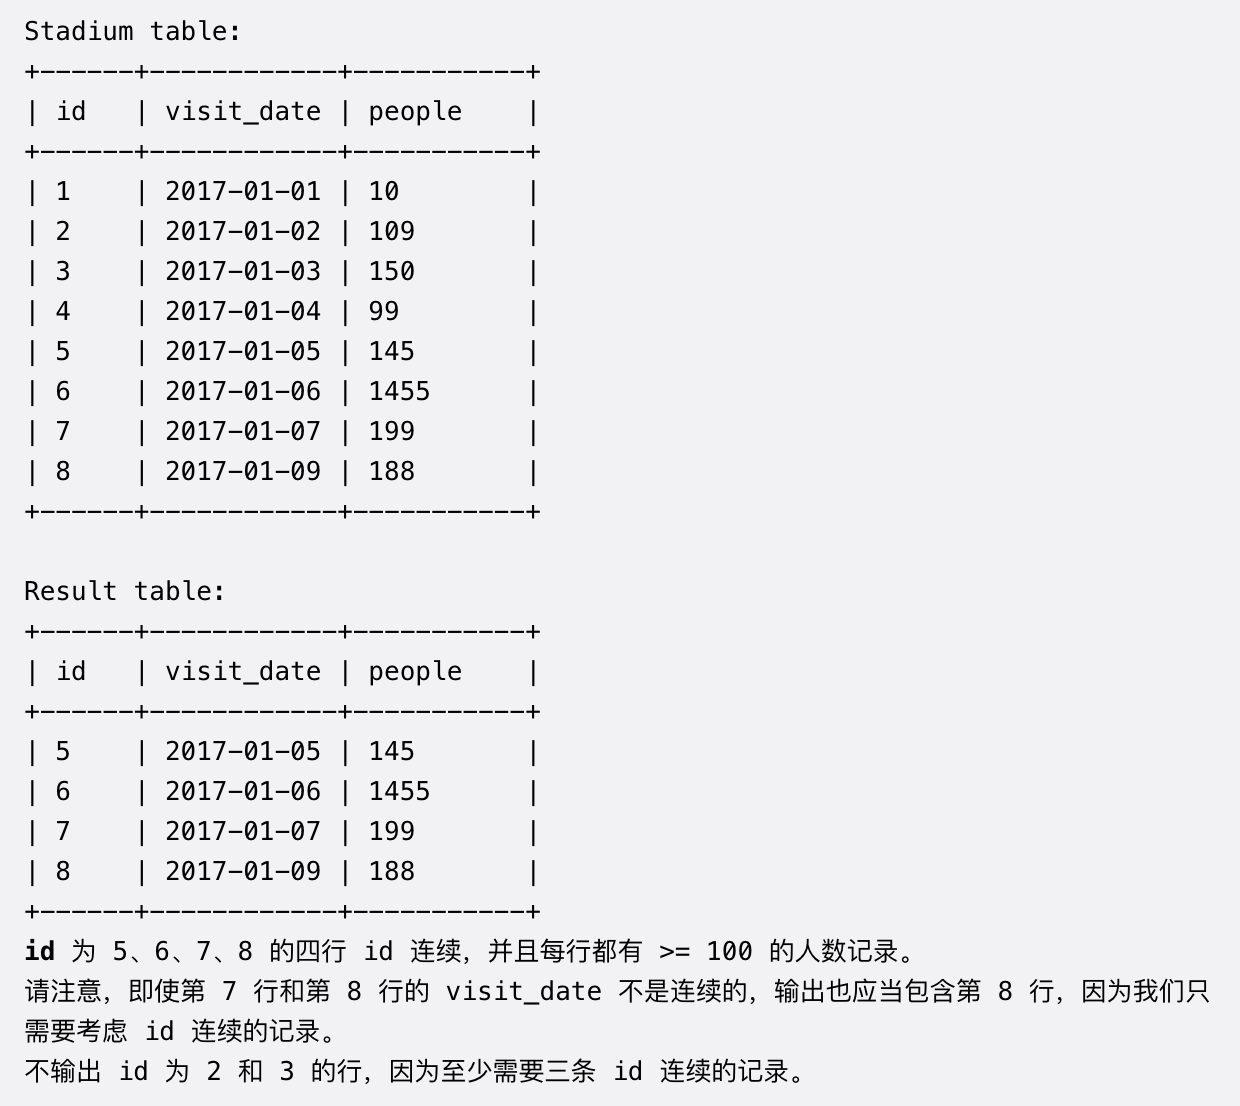 Stadium table:
+------+------------+-----------+
| id   | visit_date | people    |
+------+------------+-----------+
| 1    | 2017-01-01 | 10        |
| 2    | 2017-01-02 | 109       |
| 3    | 2017-01-03 | 150       |
| 4    | 2017-01-04 | 99        |
| 5    | 2017-01-05 | 145       |
| 6    | 2017-01-06 | 1455      |
| 7    | 2017-01-07 | 199       |
| 8    | 2017-01-09 | 188       |
+------+------------+-----------+
Result table:
+------+------------+-----------+
| id   | visit_date | people    |
+------+------------+-----------+
| 5    | 2017-01-05 | 145       |
| 6    | 2017-01-06 | 1455      |
| 7    | 2017-01-07 | 199       |
| 8    | 2017-01-09 | 188       |
+------+------------+-----------+
id 为 5、6、7、8 的四行 id 连续，并且每行都有 >= 100 的人数记录。
请注意，即使第 7 行和第 8 行的 visit_date 不是连续的，输出也应当包含第 8 行，因为我们只
需要考虑 id 连续的记录。
不输出 id 为 2 和 3 的行，因为至少需要三条 id 连续的记录。